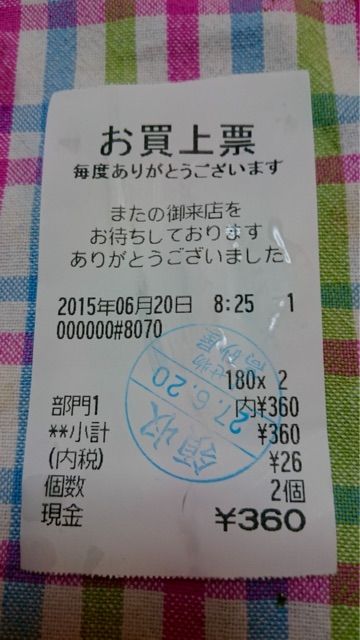 お買上票
毎度ありがとうございます
またの御来店を
お待ちしております
ありがとうございました
2015年06月20日 8:25 1
000000#8070
180x 2
部門1 内¥360
**小計 ¥360
(内税) ¥26
個数 2個
現金 ¥360
領収
27.6.20